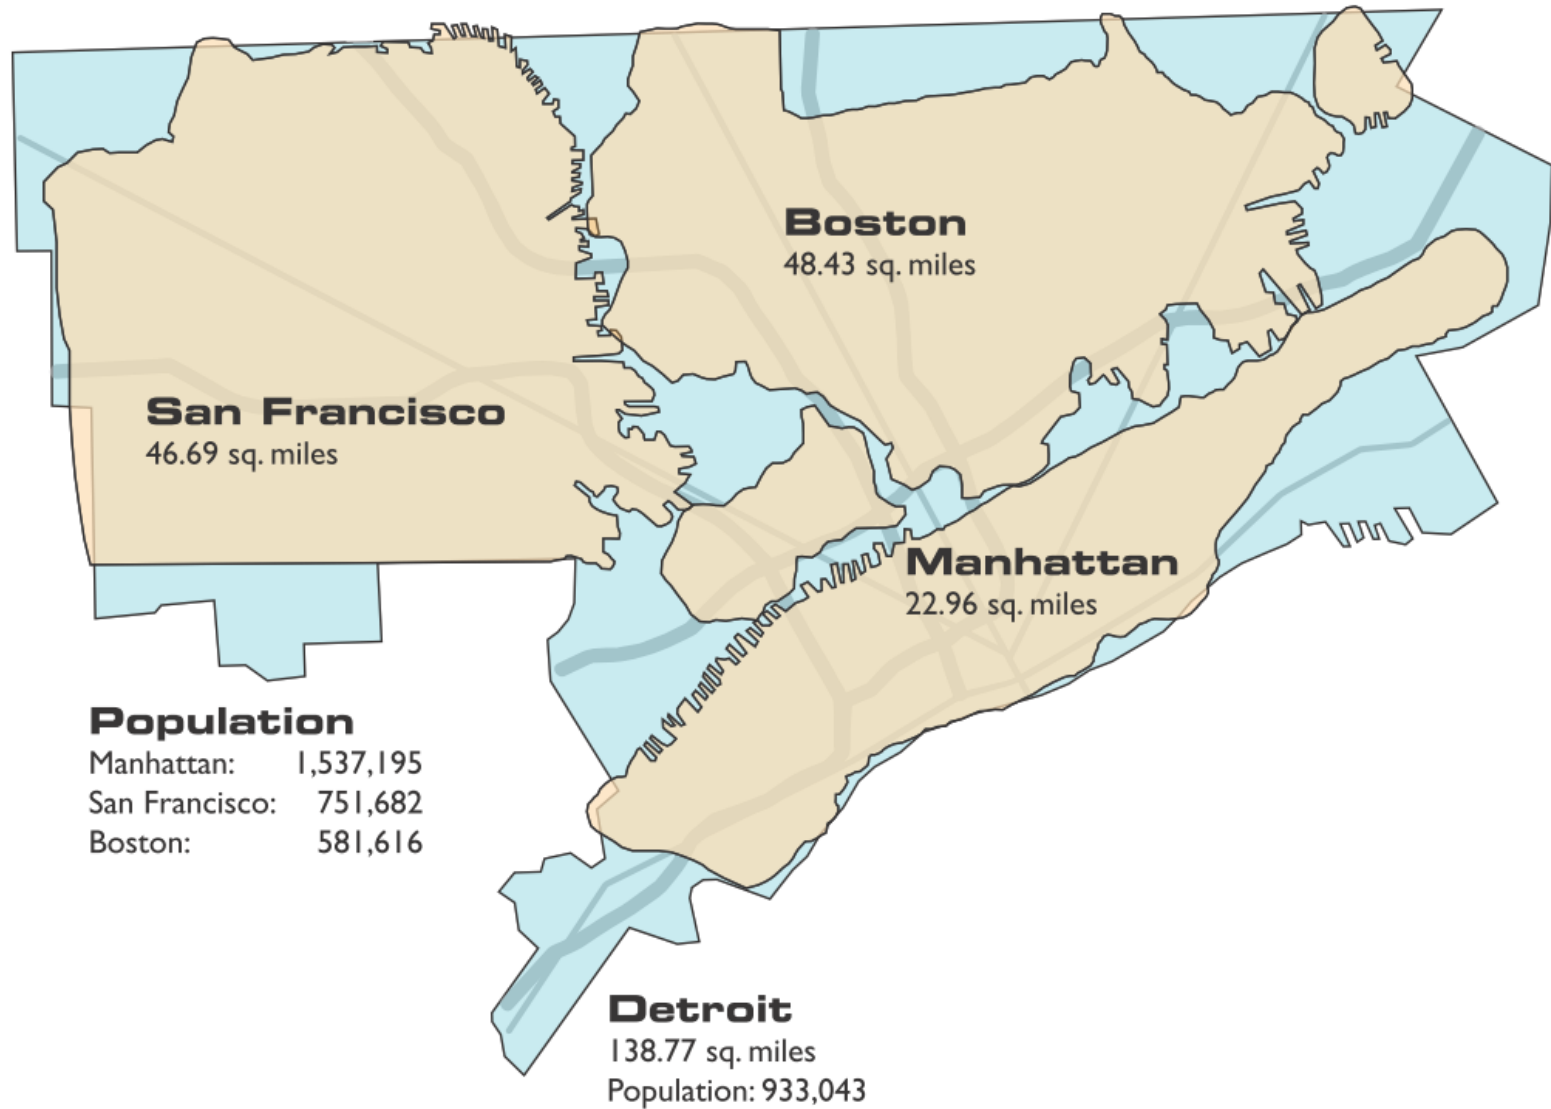 Boston
48.43 sq. miles
San Francisco
46.69 sq. miles
Manhattan
22.96 sq. miles
Population
Manhattan: 1,537,195
San Francisco: 751,682
Boston: 581,616
Detroit
138.77 sq. miles
Population: 933,043